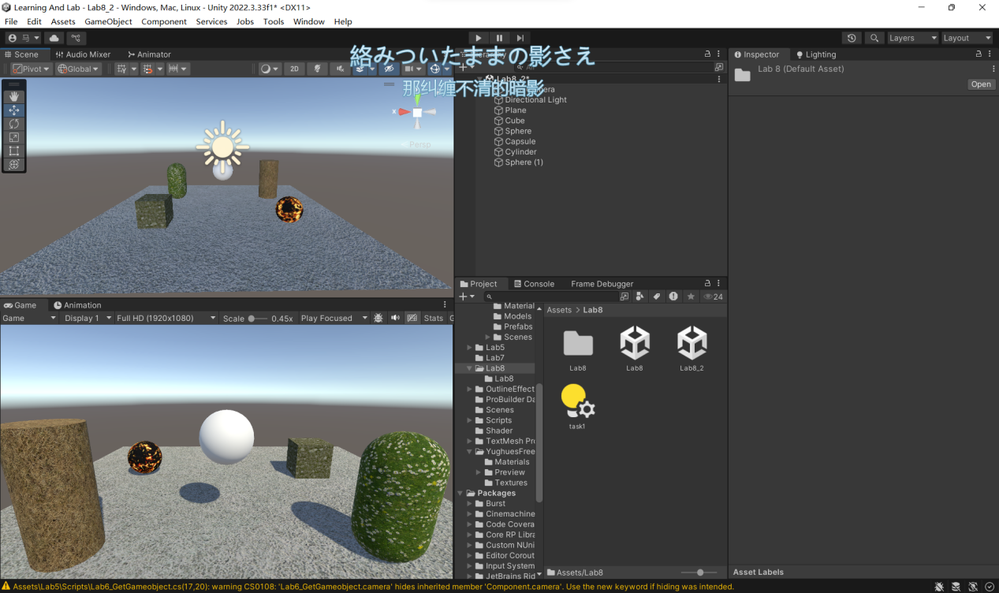 Learning And Lab - Lab8_2 - Windows, Mac, Linux - Unity 2022.3.33f1* <DX11>
File Edit Assets GameObject Component Services Jobs Tools Window Help
马 Layers Layout
Scene Audio Mixer Animator
Pivot Global 2D
絡みついたままの影さえ
那纠缠不清的暗影
x
Persp
Lab8_2*
Directional Light
Plane
Cube
Sphere
Capsule
Cylinder
Sphere (1)
Inspector Lighting
Lab 8 (Default Asset)
Open
Game Animation
Game Display 1 Full HD (1920x1080) Scale 0.45x Play Focused Stats G
Project Console Frame Debugger
24
Material
Models
Prefabs
Scenes
Lab5
Lab7
Lab8
Lab8
OutlineEffect
ProBuilder Da
Scenes
Scripts
Shader
TextMesh Pro
YughuesFree
Materials
Preview
Textures
Packages
Burst
Cinemachine
Code Covera
Core RP Libra
Custom NUni
Editor Corout
Input System
JetBrains Rid
Assets > Lab8
Lab8 Lab8 Lab8_2
task1
Assets/Lab8
Asset Labels
Assets\Lab5\Scripts\Lab6_GetGameobject.cs(17,20): warning CS0108: 'Lab6_GetGameobject.camera' hides inherited member 'Component.camera'. Use the new keyword if hiding was intended.